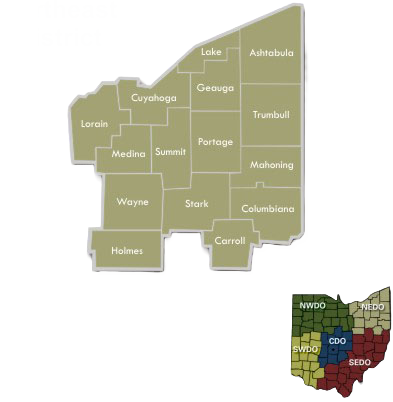 Lake
Ashtabula
Geauga
Cuyahoga
Trumbull
Lorain
Portage
Medina
Summit
Mahoning
Wayne
Stark
Columbiana
Carroll
Holmes
NWDO
NEDO
CDO
SWDO
SEDO